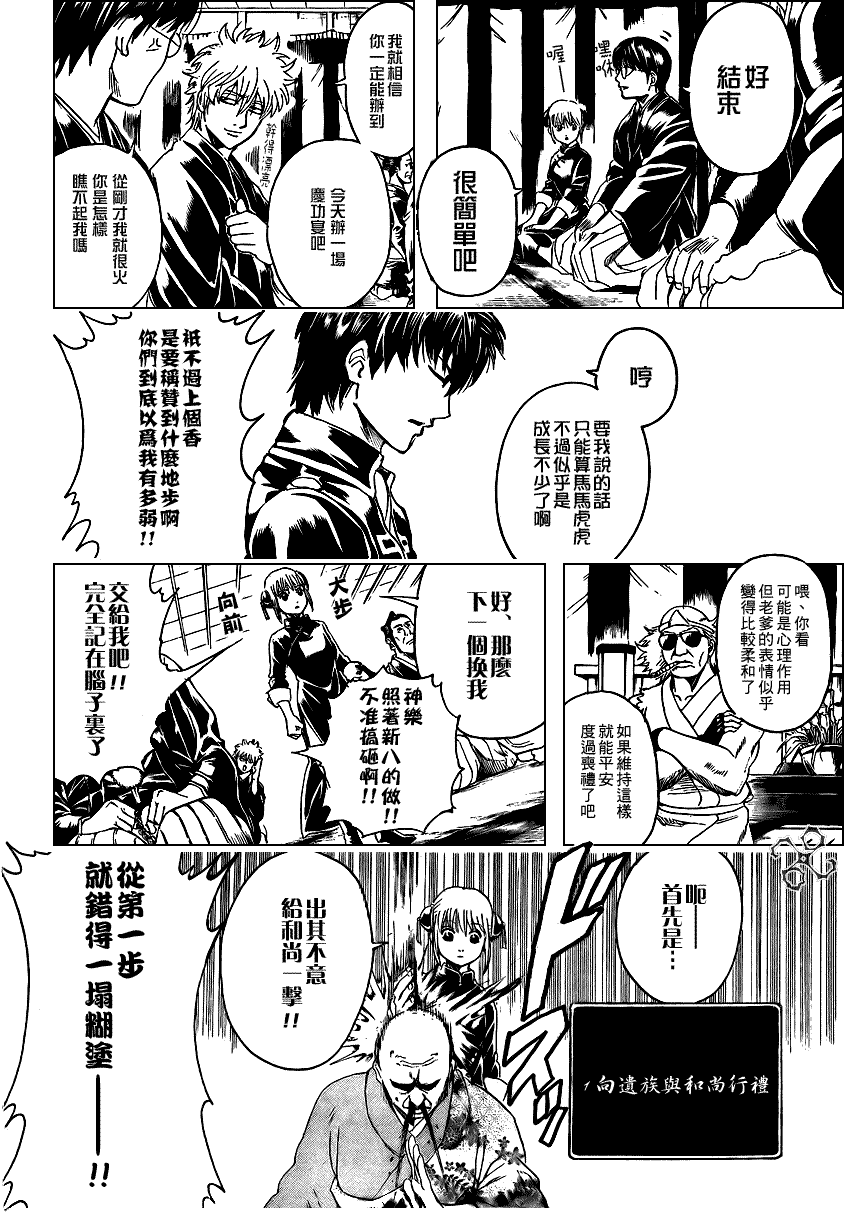 好
結束
嘿
咻
喔——
很簡單吧
我就相信
你一定能辦到
今天辦一場
慶功宴吧
幹得漂亮
從剛才我就很火
你是怎樣
瞧不起我嗎
哼
要我說的話
只能算馬馬虎虎
不過似乎是
成長不少了啊
祇不過上個香
是要稱贊到什麼地步啊
你們到底以爲我有多弱!!
喂、你看
可能是心理作用
但老爹的表情似乎
變得比較柔和了
如果維持這樣
就能平安
度過喪禮了吧
好、那麼
下一個換我
大步
向前
神樂
照著新八的做!!
不准搞砸啊!!
交給我吧!!
完全記在腦子裏了
呃——
首先是…
1向遺族與和尚行禮
ズズッ
出其不意
給和尚一擊!!
從第一步
就錯得一塌糊塗——!!